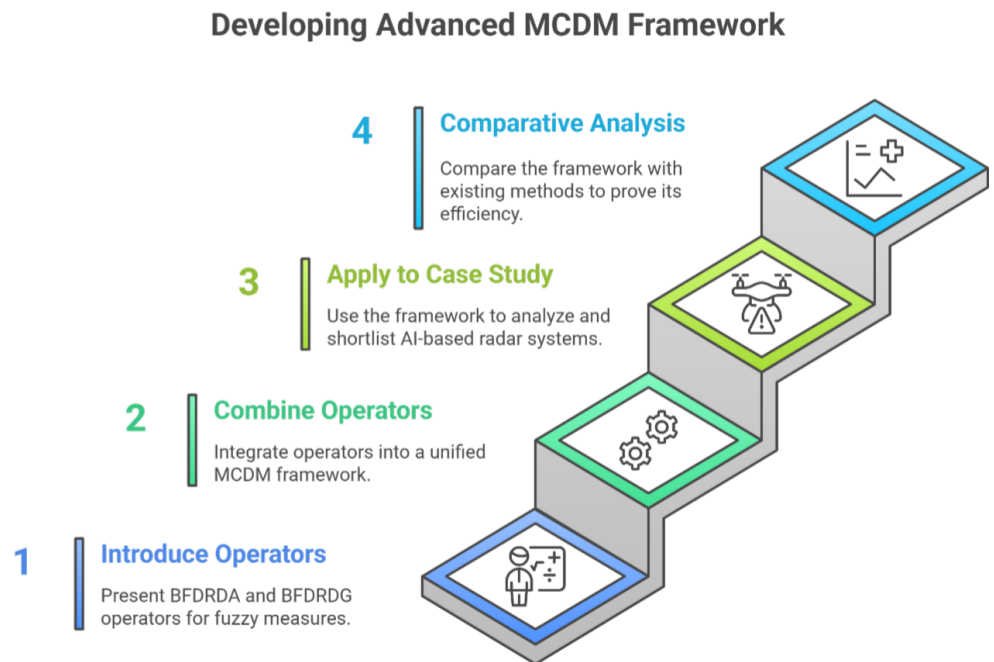 Developing Advanced MCDM Framework
4
Comparative Analysis
Compare the framework with
existing methods to prove its
efficiency.
3
Apply to Case Study
Use the framework to analyze and
shortlist AI-based radar systems.
2
Combine Operators
Integrate operators into a unified
MCDM framework.
1
Introduce Operators
Present BFDRDA and BFDRDG
operators for fuzzy measures.